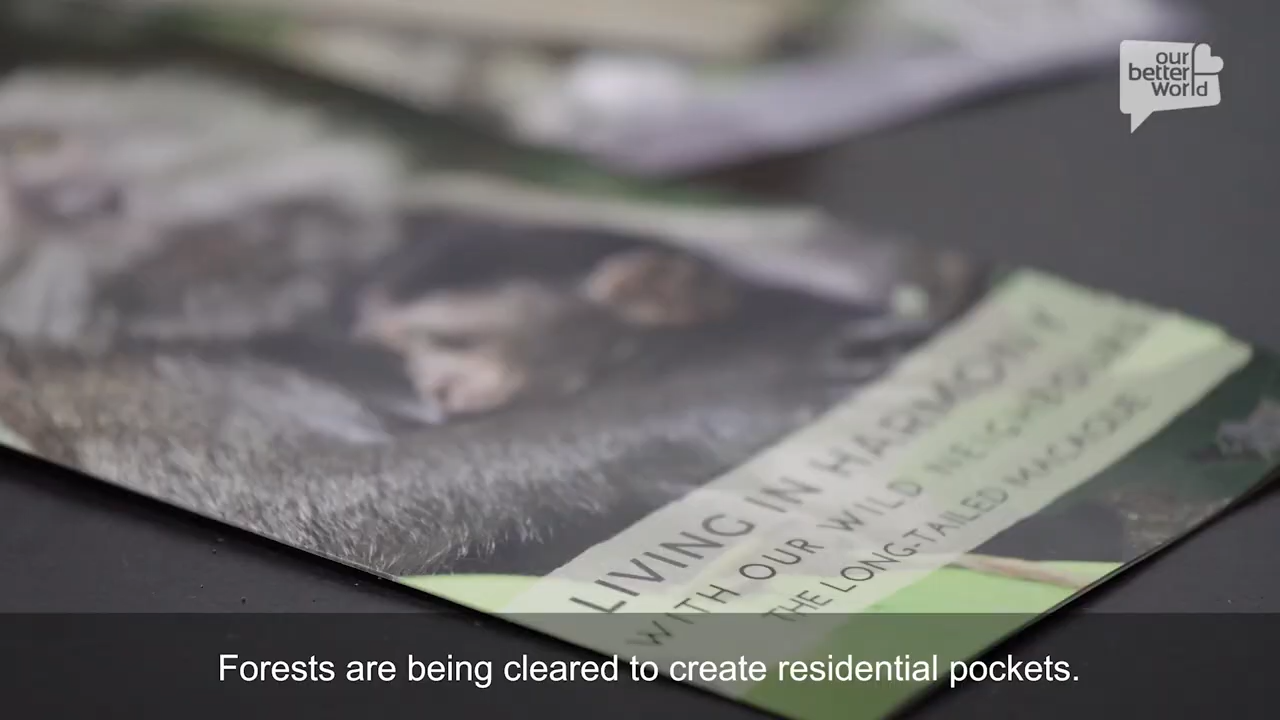 our
better
world
LIVING IN HARMONY
WITH OUR WILD NEIGHBOURS
THE LONG-TAILED MACAQUE
Forests are being cleared to create residential pockets.